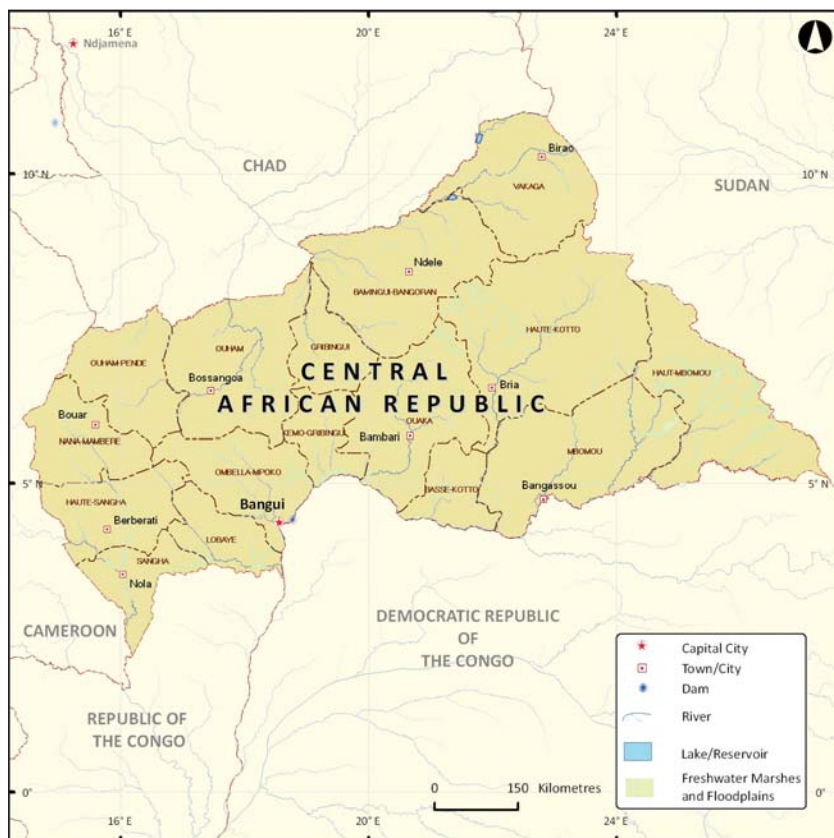 16° E
20° E
24° E
Ndjamena
10° N
CHAD
SUDAN
10° N
Birao
VAKAGA
Ndele
BAMINGUI-BANGORAN
HAUTE-KOTTO
OUHAM
GRIBINGUI
OUHAM-PENDE
HAUT-MBOMOU
CENTRAL
AFRICAN REPUBLIC
Bossangoa
Bria
Bouar
NANA-MAMBERE
KEMO-GRIBINGUI
OUAKA
Bambari
MBOMOU
OMBELLA-MPOKO
BASSE-KOTTO
Bangassou
5° N
5° N
HAUTE-SANGHA
Bangui
Berberati
LOBAYE
SANGHA
Nola
CAMEROON
DEMOCRATIC REPUBLIC
OF
THE CONGO
REPUBLIC OF
THE CONGO
Capital City
Town/City
Dam
River
Lake/Reservoir
Freshwater Marshes
and Floodplains
0 150 Kilometres
0°
0°
16° E
20° E
24° E